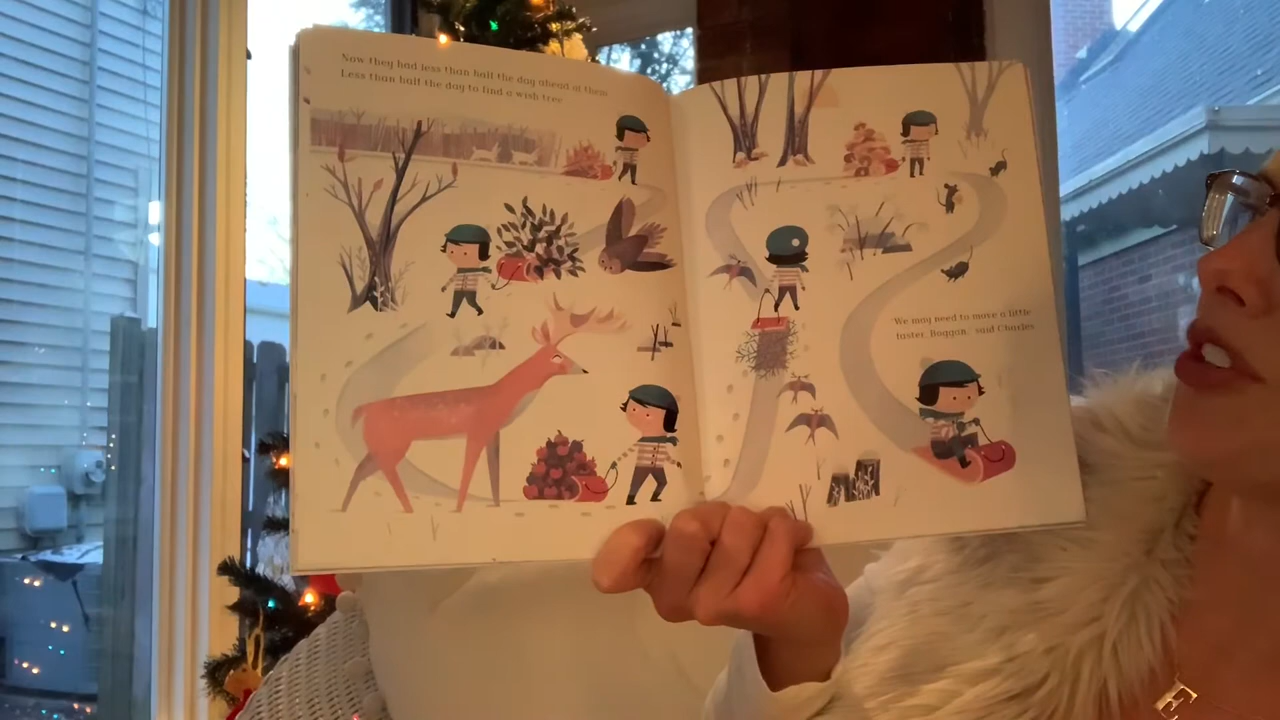 Now they had less than half the day ahead of them.
Less than half the day to find a wish tree.
"We may need to move a little
faster, Boggan," said Charles.
E